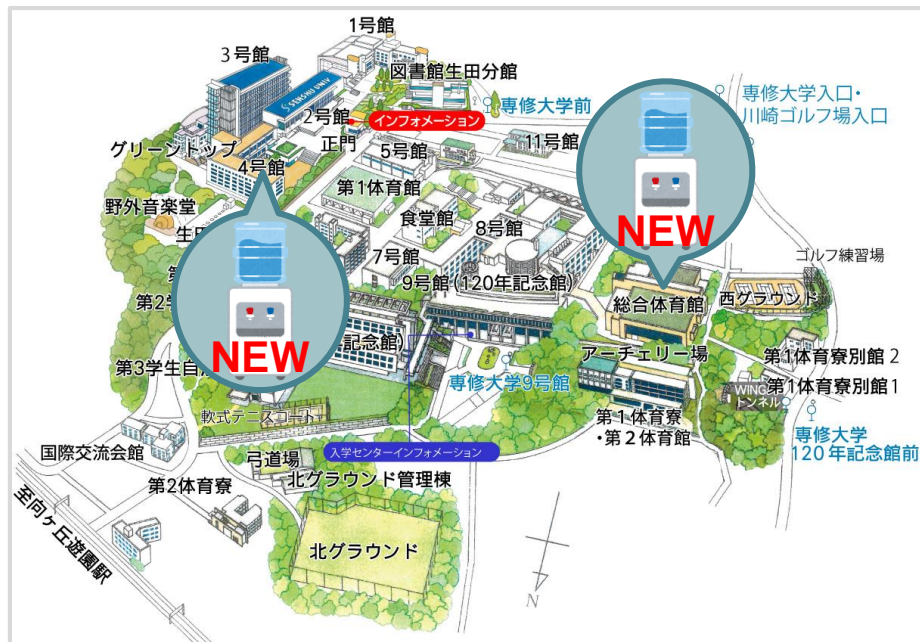 1号館
3号館
図書館生田分館
SENSHU UNIV
専修大学前
専修大学入口・
川崎ゴルフ場入口
2号館
インフォメーション
正門
11号館
グリーントップ
5号館
4号館
第1体育館
野外音楽堂
食堂館
8号館
NEW
7号館
ゴルフ練習場
9号館(120年記念館)
総合体育館
西グラウンド
NEW
年記念館)
アーチェリー場
第1体育寮別館2
専修大学9号館
WING
トンネル
第1体育寮別館1
軟式テニスコート
第1体育寮
・第2体育館
専修大学
120年記念館前
入学センターインフォメーション
国際交流会館
弓道場
第2体育寮
北グラウンド管理棟
至向ヶ丘遊園駅
北グラウンド
N